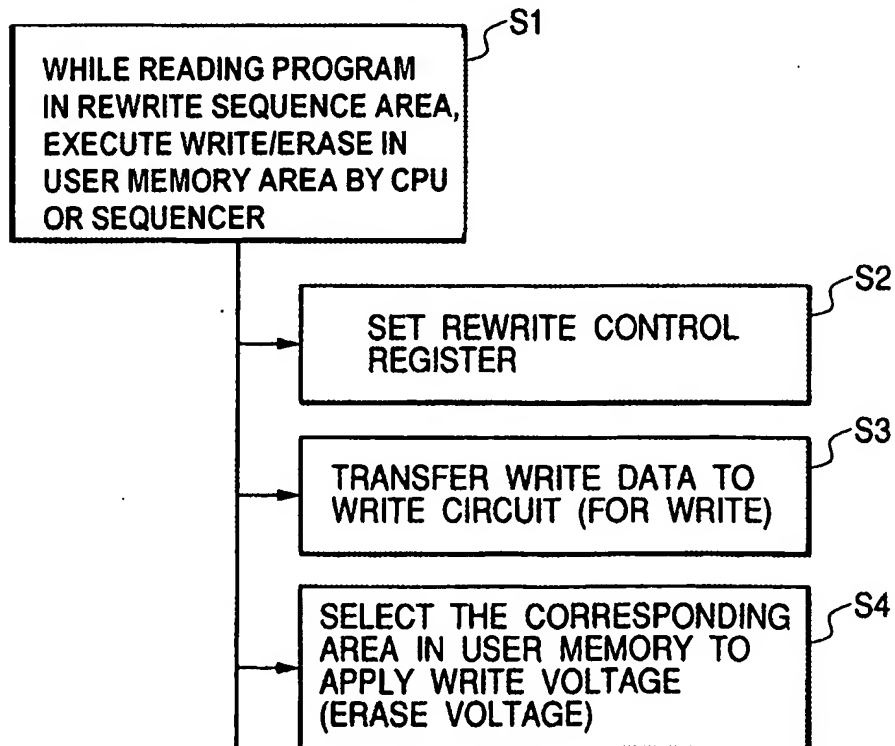 S1
WHILE READING PROGRAM
IN REWRITE SEQUENCE AREA,
EXECUTE WRITE/ERASE IN
USER MEMORY AREA BY CPU
OR SEQUENCER
S2
SET REWRITE CONTROL
REGISTER
S3
TRANSFER WRITE DATA TO
WRITE CIRCUIT (FOR WRITE)
S4
SELECT THE CORRESPONDING
AREA IN USER MEMORY TO
APPLY WRITE VOLTAGE
(ERASE VOLTAGE)